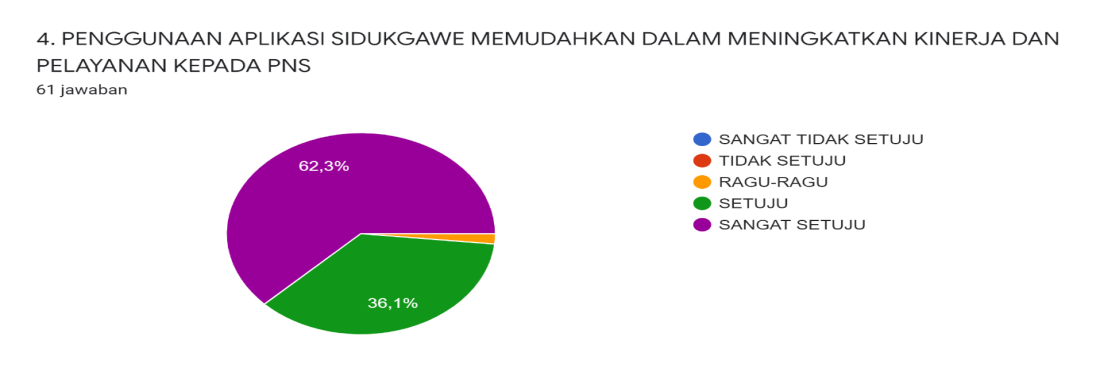 4. PENGGUNAAN APLIKASI SIDUKGAWE MEMUDAHKAN DALAM MENINGKATKAN KINERJA DAN
PELAYANAN KEPADA PNS
61 jawaban
62,3%
36,1%
SANGAT TIDAK SETUJU
TIDAK SETUJU
RAGU-RAGU
SETUJU
SANGAT SETUJU